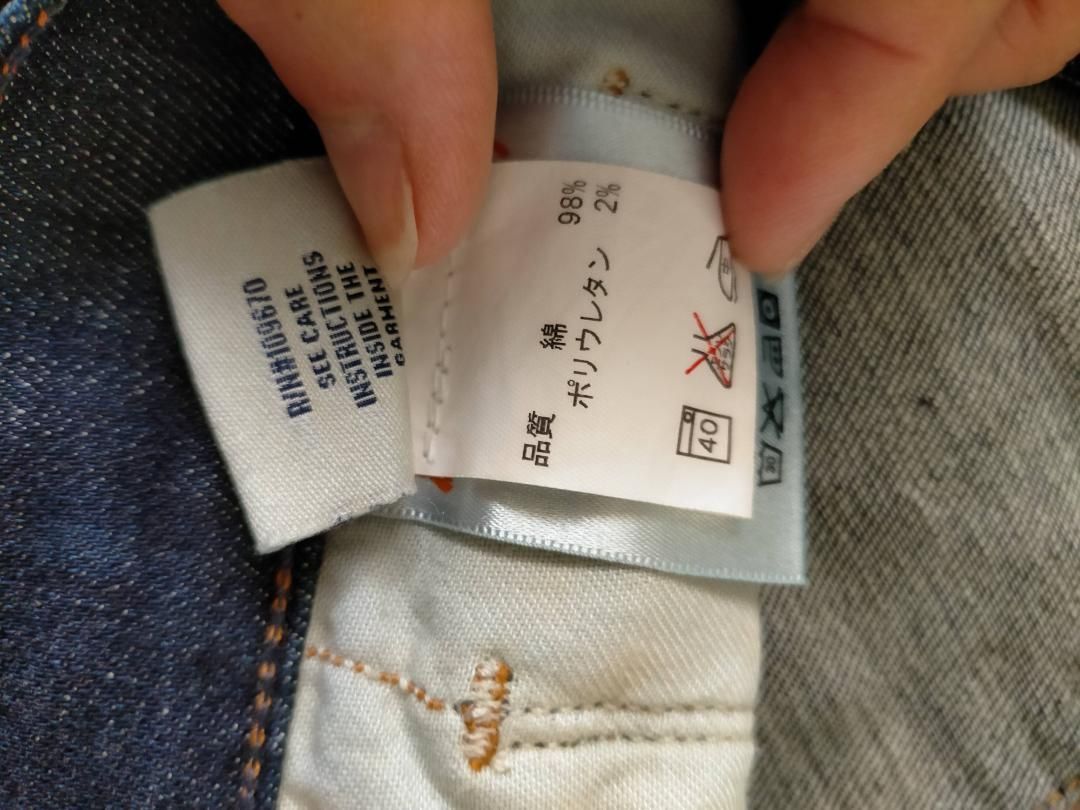 RN#109670
SEE CARE
INSTRUCTIONS
INSIDE THE
GARMENT
品質
綿 98%
ポリウレタン 2%
40
30